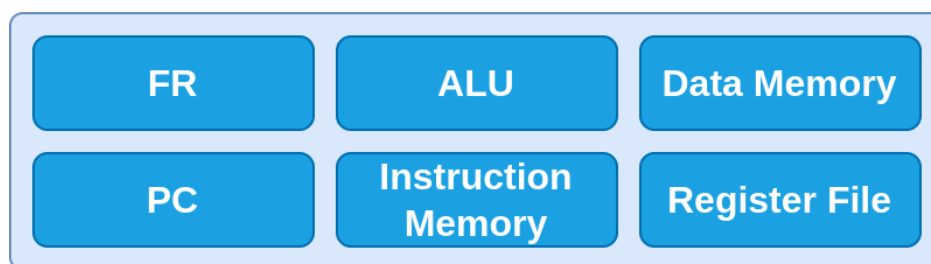 FR
ALU
Data Memory
PC
Instruction
Memory
Register File